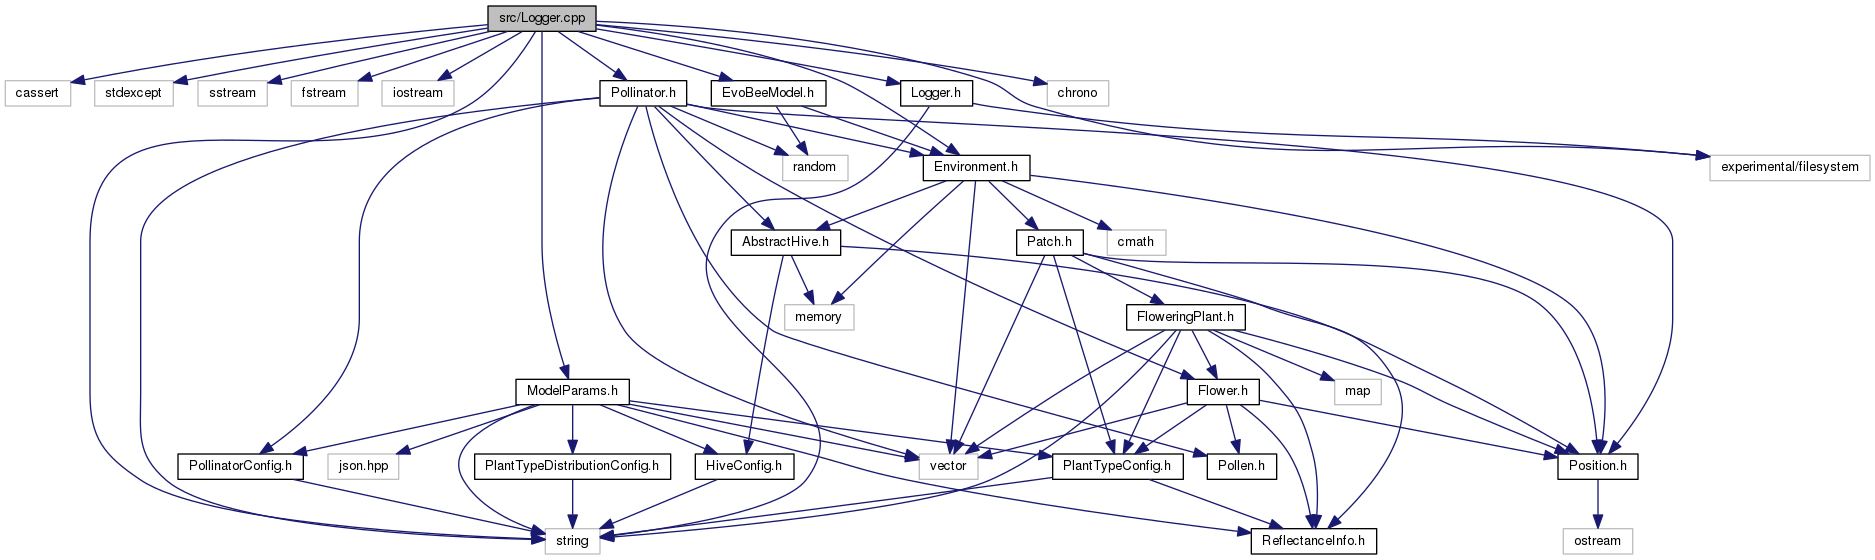 src/Logger.cpp
cassert
stdexcept
sstream
fstream
iostream
Pollinator.h
EvoBeeModel.h
Logger.h
chrono
random
Environment.h
experimental/filesystem
AbstractHive.h
Patch.h
cmath
memory
FloweringPlant.h
ModelParams.h
Flower.h
map
PollinatorConfig.h
json.hpp
PlantTypeDistributionConfig.h
HiveConfig.h
vector
PlantTypeConfig.h
Pollen.h
Position.h
string
ReflectanceInfo.h
ostream